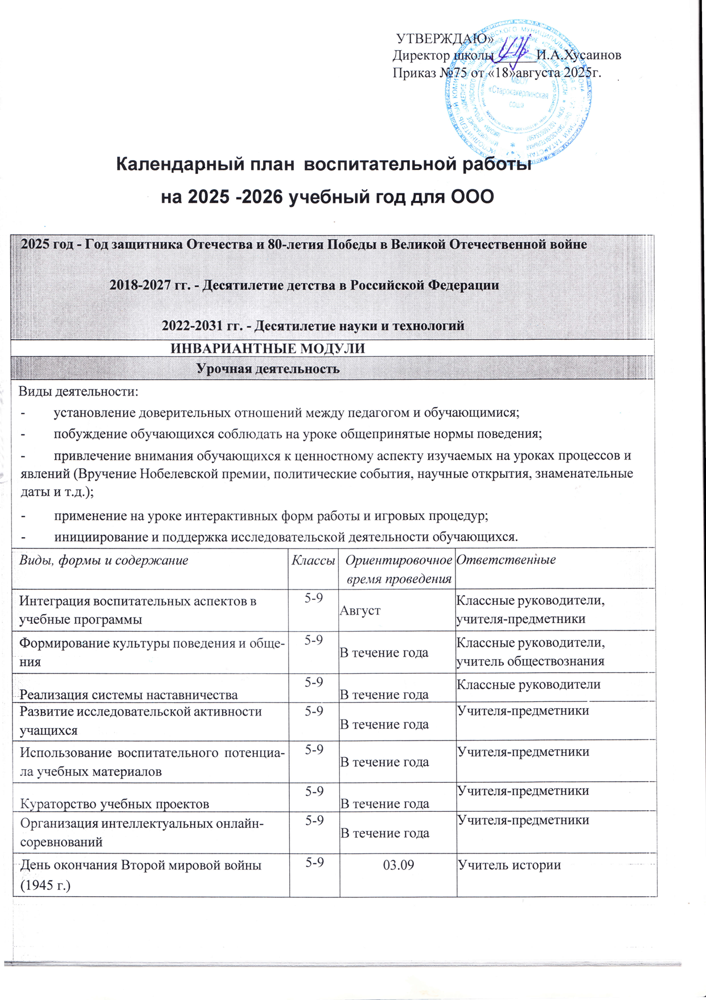 УТВЕРЖДАЮ»
Директор школы ______И.А.Хусаинов
Приказ №75 от «18»августа 2025г.
МБОУ
«Старокакерлинская
сош»
Календарный план воспитательной работы
на 2025 -2026 учебный год для ООО
2025 год - Год защитника Отечества и 80-летия Победы в Великой Отечественной войне
2018-2027 гг. - Десятилетие детства в Российской Федерации
2022-2031 гг. - Десятилетие науки и технологий
ИНВАРИАНТНЫЕ МОДУЛИ
Урочная деятельность
Виды деятельности:
- установление доверительных отношений между педагогом и обучающимися;
- побуждение обучающихся соблюдать на уроке общепринятые нормы поведения;
- привлечение внимания обучающихся к ценностному аспекту изучаемых на уроках процессов и
явлений (Вручение Нобелевской премии, политические события, научные открытия, знаменательные
даты и т.д.);
- применение на уроке интерактивных форм работы и игровых процедур;
- инициирование и поддержка исследовательской деятельности обучающихся.
Виды, формы и содержание Классы Ориентировочное Ответственные
время проведения
Интеграция воспитательных аспектов в 5-9 Август Классные руководители,
учебные программы учителя-предметники
Формирование культуры поведения и обще- 5-9 В течение года Классные руководители,
ния учитель обществознания
Реализация системы наставничества 5-9 В течение года Классные руководители
Развитие исследовательской активности 5-9 В течение года Учителя-предметники
учащихся
Использование воспитательного потенциа- 5-9 В течение года Учителя-предметники
ла учебных материалов
Кураторство учебных проектов 5-9 В течение года Учителя-предметники
Организация интеллектуальных онлайн- 5-9 В течение года Учителя-предметники
соревнований
День окончания Второй мировой войны 5-9 03.09 Учитель истории
(1945 г.)